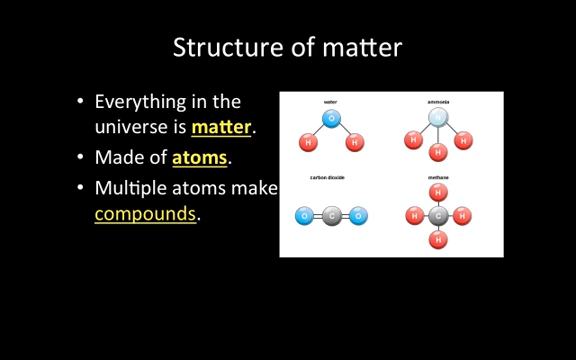 Structure of matter
• Everything in the
universe is matter.
• Made of atoms.
• Multiple atoms make
compounds.
water
O
H H
ammonia
N
H H H
carbon dioxide
O C O
methane
H
H C H
H